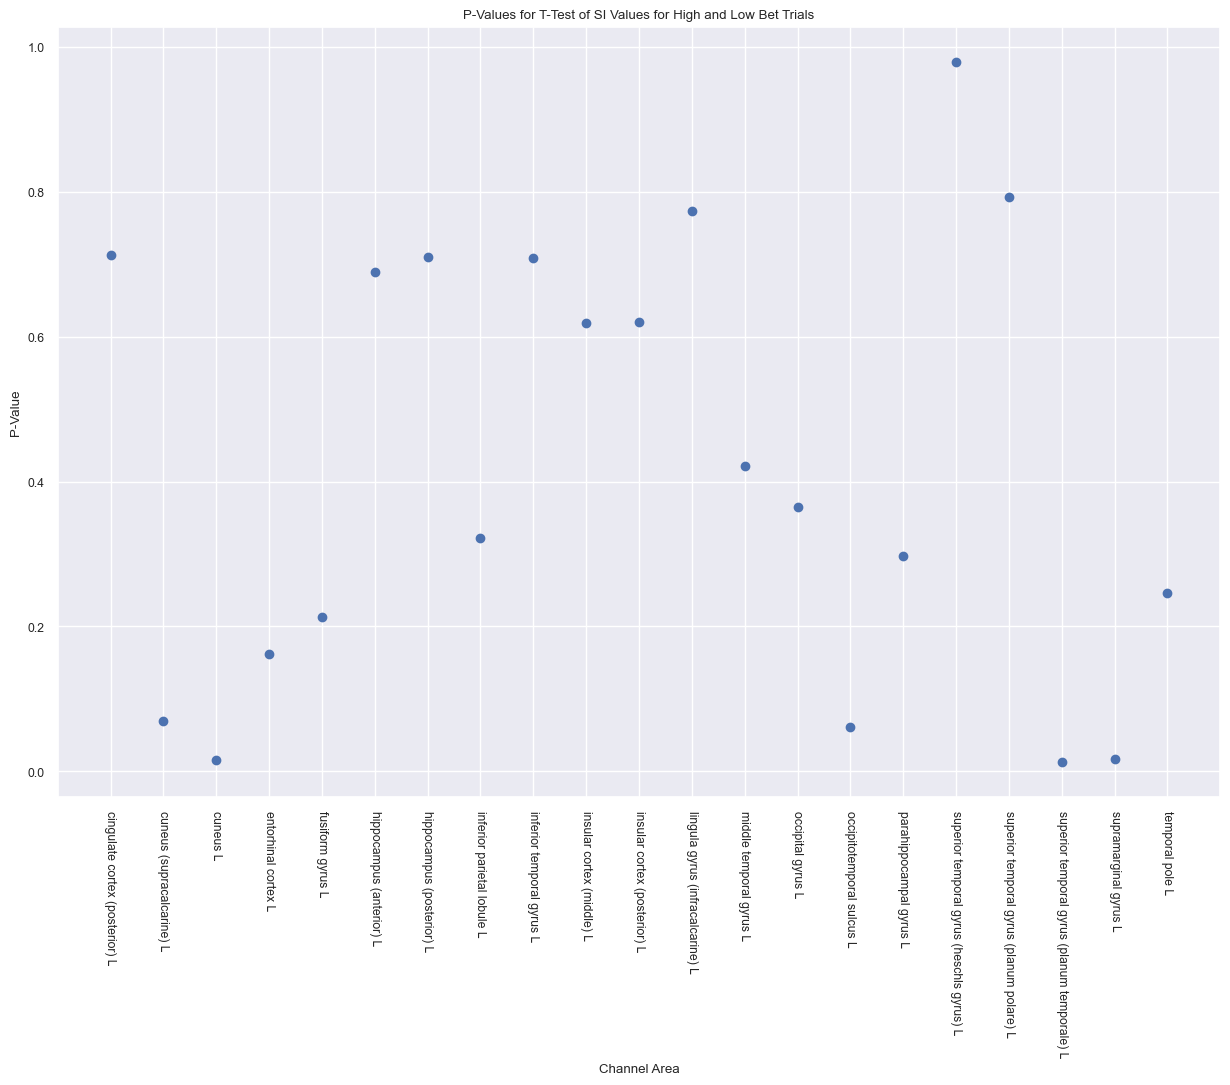 P-Values for T-Test of SI Values for High and Low Bet Trials
1.0
0.8
0.6
0.4
0.2
0.0
P-Value
cingulate cortex (posterior) L
cuneus (supracalcarine) L
cuneus L
entorhinal cortex L
fusiform gyrus L
hippocampus (anterior) L
hippocampus (posterior) L
inferior parietal lobule L
inferior temporal gyrus L
insular cortex (middle) L
insular cortex (posterior) L
lingula gyrus (infracalcarine) L
middle temporal gyrus L
occipital gyrus L
occipitotemporal sulcus L
parahippocampal gyrus L
superior temporal gyrus (heschls gyrus) L
superior temporal gyrus (planum polare) L
superior temporal gyrus (planum temporale) L
supramarginal gyrus L
temporal pole L
Channel Area